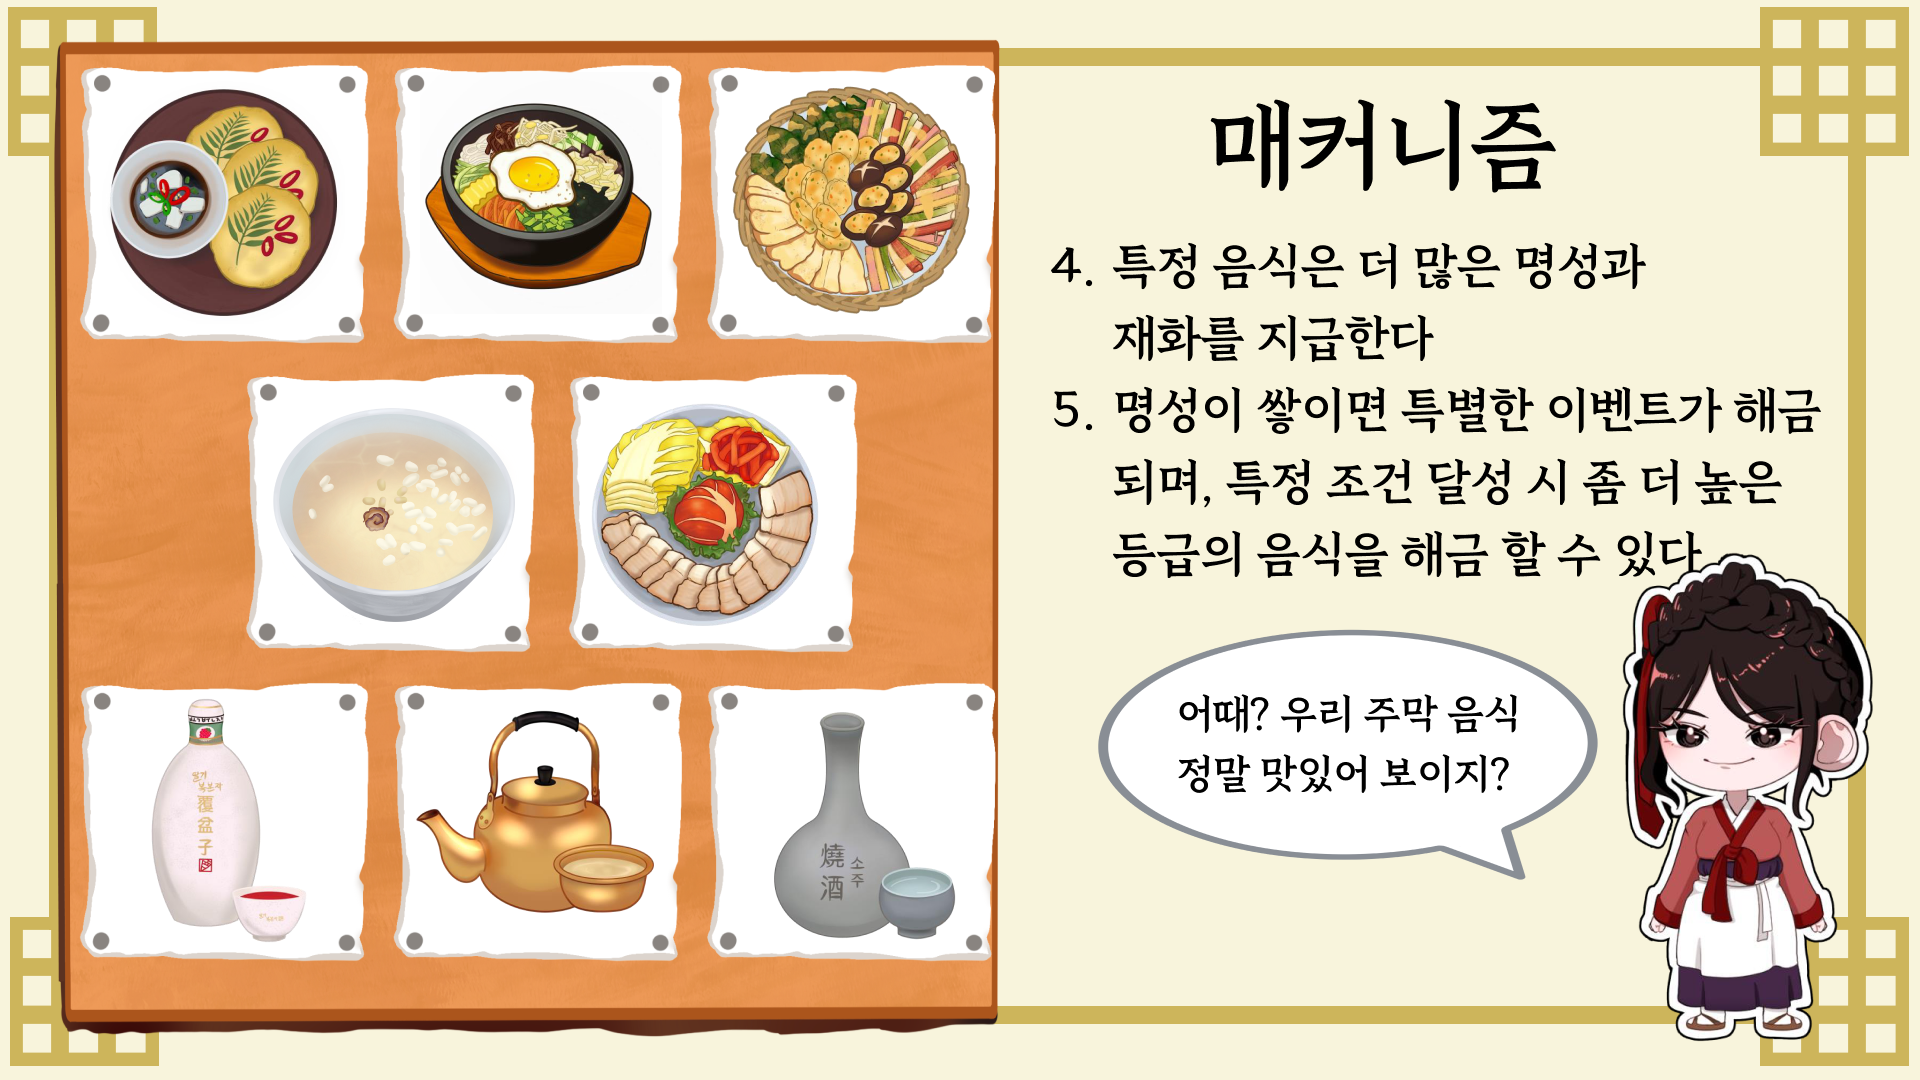 매커니즘
4. 특정 음식은 더 많은 명성과
재화를 지급한다
5. 명성이 쌓이면 특별한 이벤트가 해금
되며, 특정 조건 달성 시 좀 더 높은
등급의 음식을 해금 할 수 있다
어때? 우리 주막 음식
정말 맛있어 보이지?
覆
盆
子
燒
酒
소
주